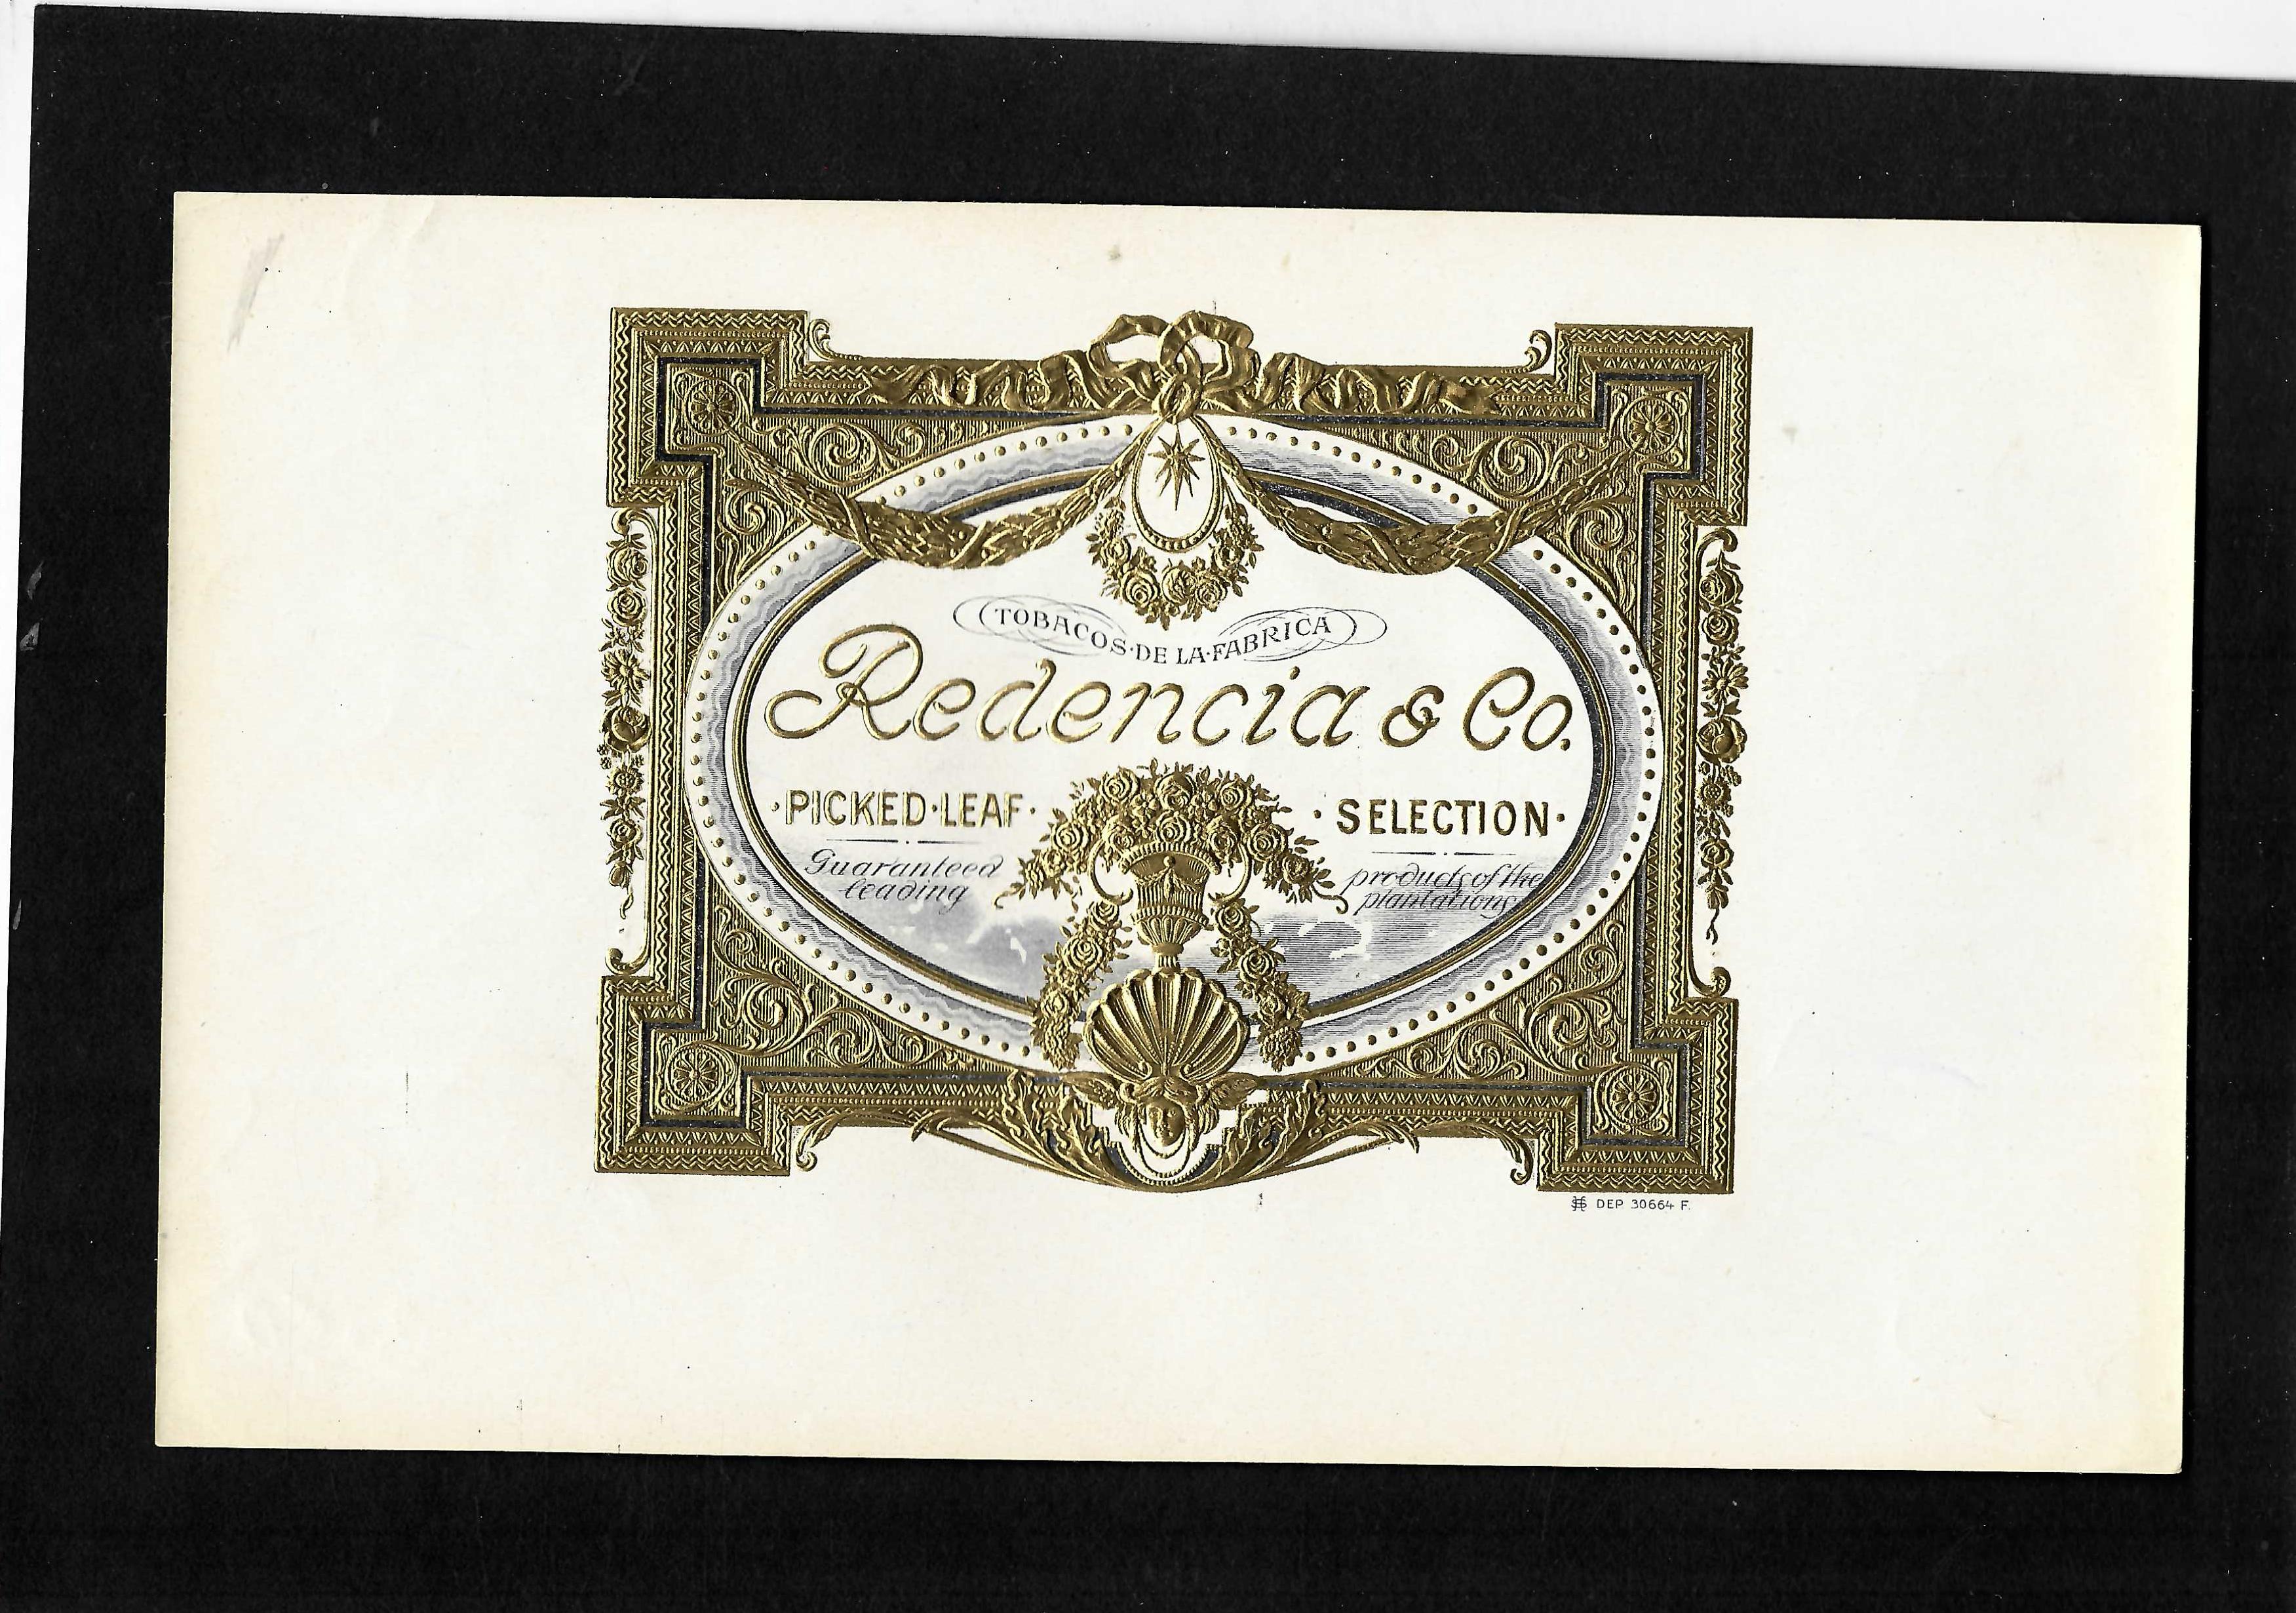 TOBACOS·DE LA·FABRICA
Redencia & Co.
·PICKED·LEAF· ·SELECTION·
Guaranteed products of the
leading plantations
DEP 30664 F.